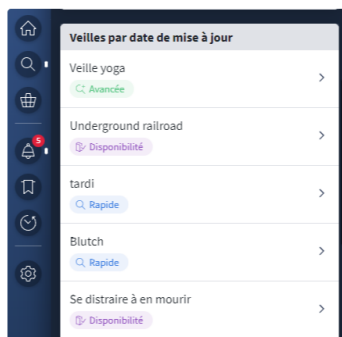 Veilles par date de mise à jour
Veille yoga
Avancée
Underground railroad
5
Disponibilité
tardi
Rapide
Blutch
Rapide
Se distraire à en mourir
Disponibilité